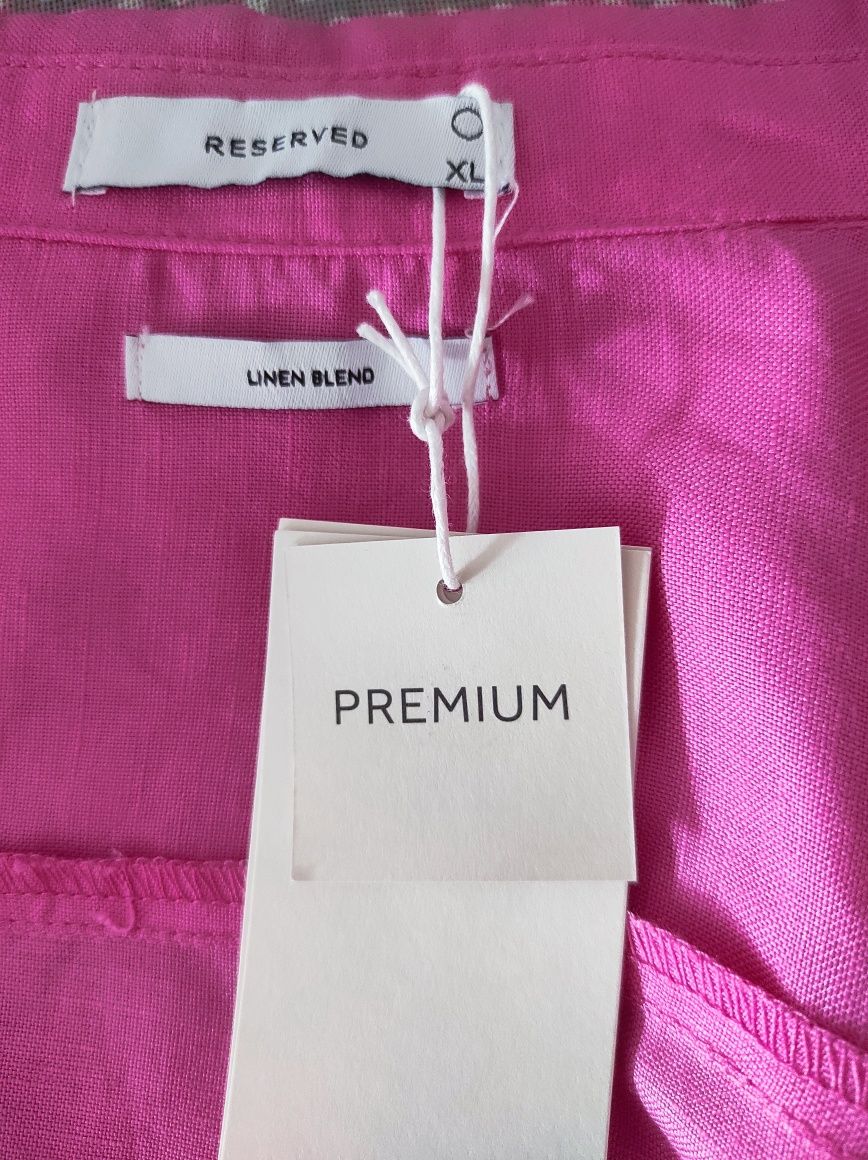 RESERVED
XL
LINEN BLEND
PREMIUM